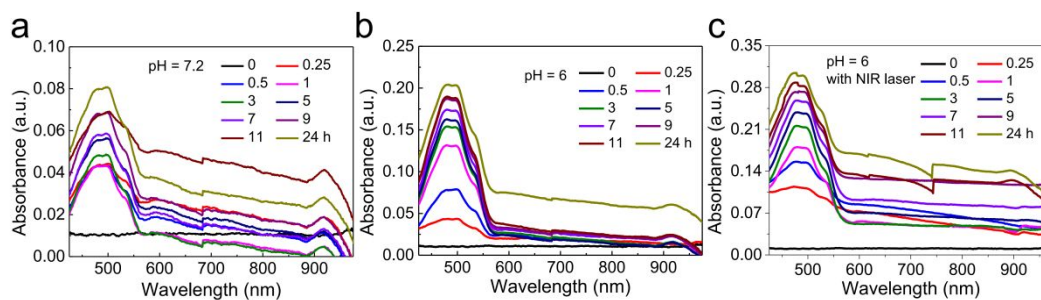 a
pH = 7.2
0 0.25
0.5 1
3 5
7 9
11 24 h
Absorbance (a.u.)
0.10
0.08
0.06
0.04
0.02
0.00
500 600 700 800 900
Wavelength (nm)
b
pH = 6
0 0.25
0.5 1
3 5
7 9
11 24 h
Absorbance (a.u.)
0.25
0.20
0.15
0.10
0.05
0.00
500 600 700 800 900
Wavelength (nm)
c
pH = 6
with NIR laser
0 0.25
0.5 1
3 5
7 9
11 24 h
Absorbance (a.u.)
0.35
0.28
0.21
0.14
0.07
0.00
500 600 700 800 900
Wavelength (nm)